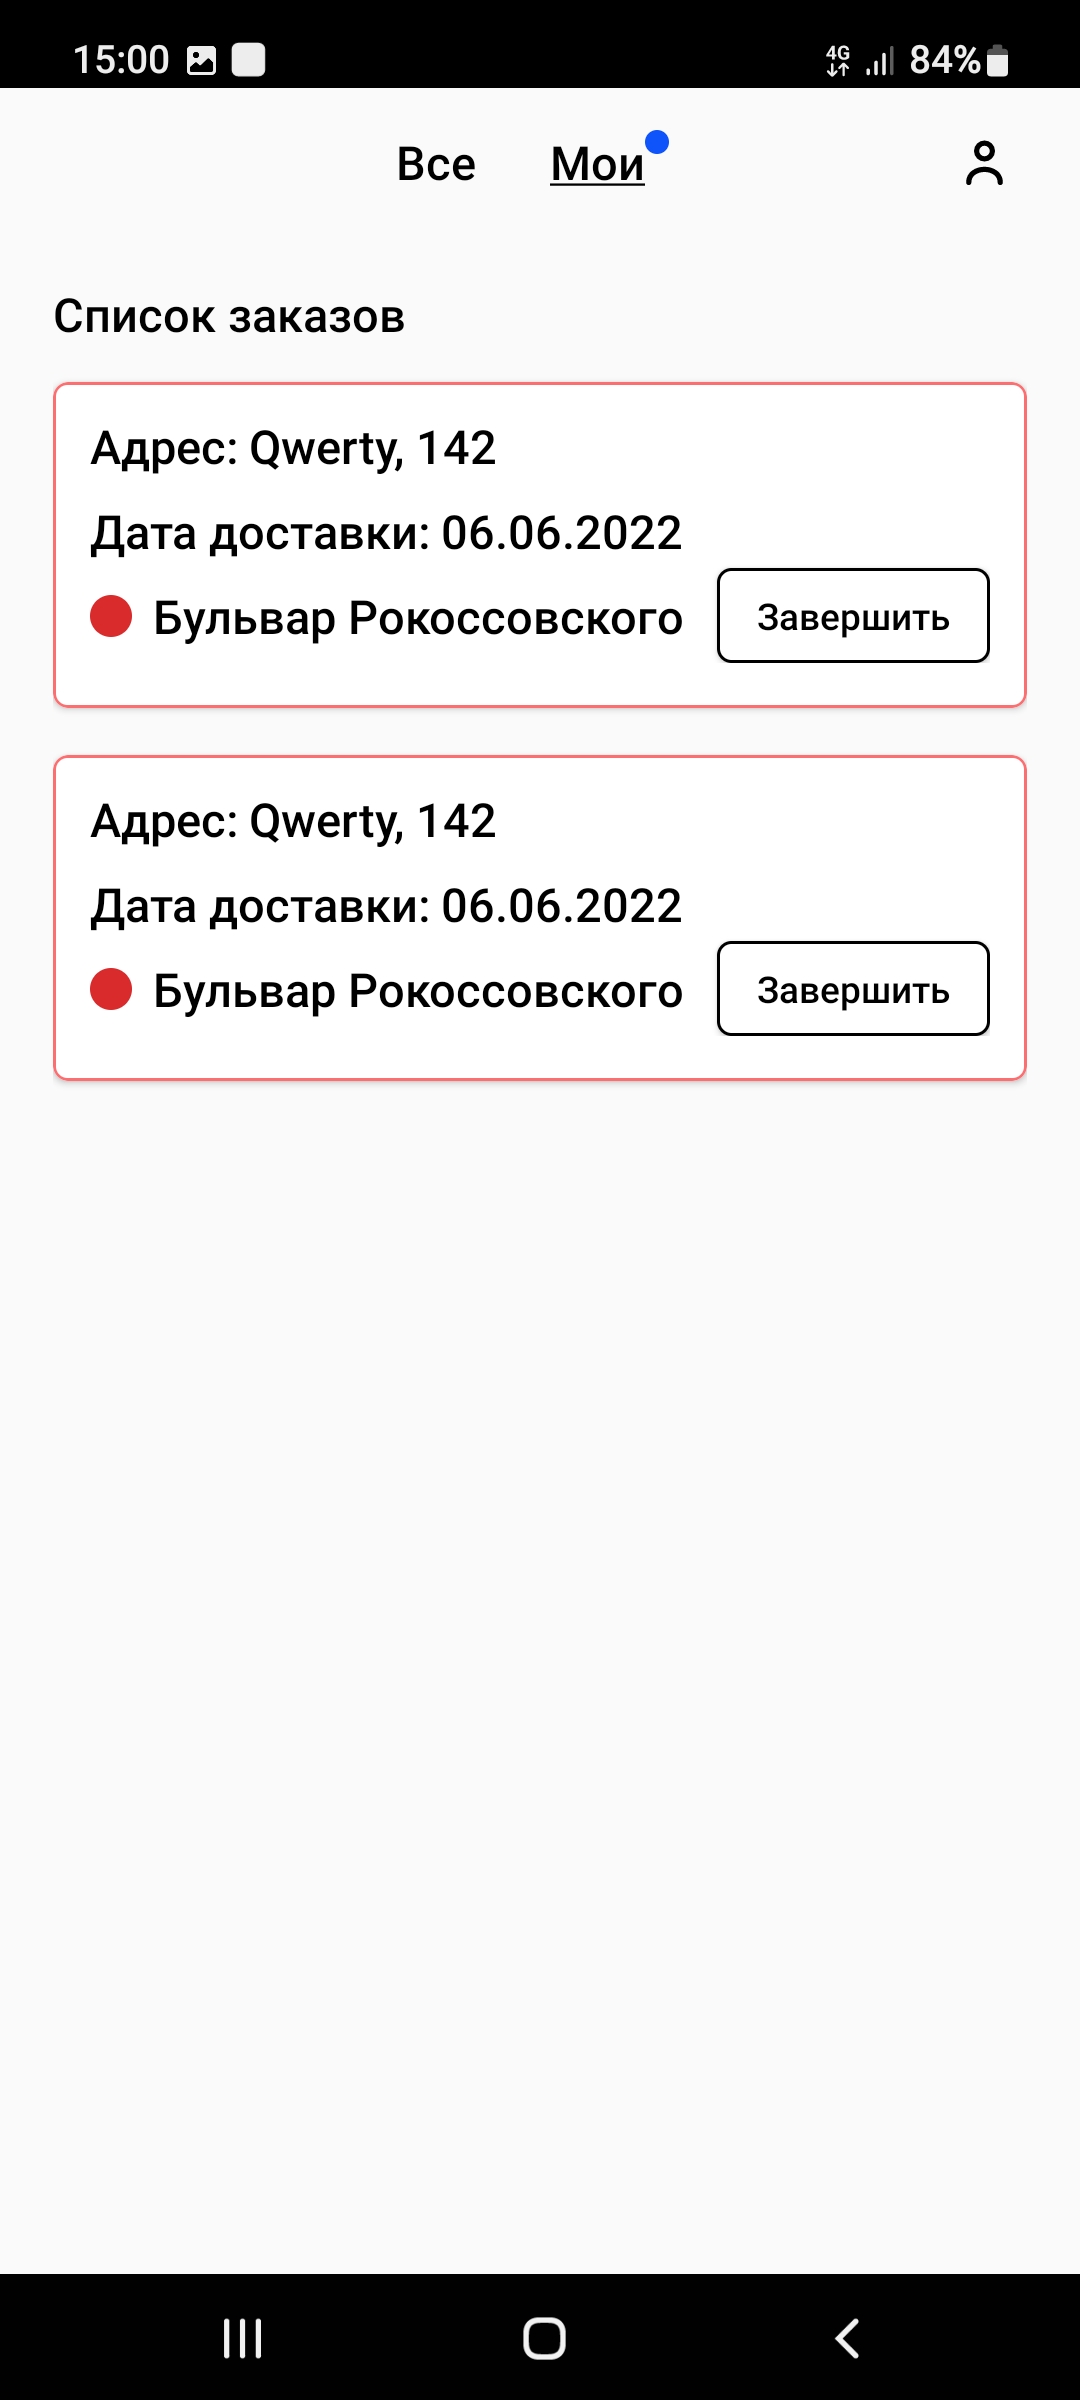 15:00 4G 84%
Все Мои
Список заказов
Адрес: Qwerty, 142
Дата доставки: 06.06.2022
Бульвар Рокоссовского Завершить
Адрес: Qwerty, 142
Дата доставки: 06.06.2022
Бульвар Рокоссовского Завершить